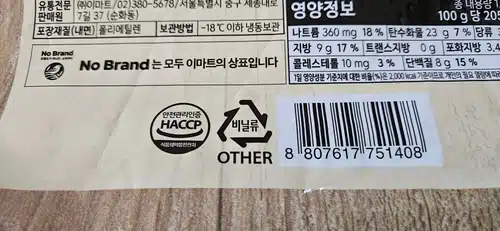 유통전문 ㈜이마트/02)380-5678/서울특별시 중구 세종대로
판매원 7길 37 (순화동)
포장재질(내면) 폴리에틸렌 보관방법 -18℃이하 냉동보관
No Brand No Brand는 모두 이마트의 상표입니다
영양정보
총 내용량
100 g 당
나트륨 360 mg 18 % 탄수화물 23 g 7 % 당류
지방 9 g 17 % 트랜스지방 0 g 포화지방
콜레스테롤 10 mg 3 % 단백질 8 g 15 %
1일 영양성분 기준치에 대한 비율(%)은 2,000 kcal 기준이므로 개인의 필요
안전관리인증
HACCP
식품의약품안전처
비닐류
OTHER
8 807617 751408